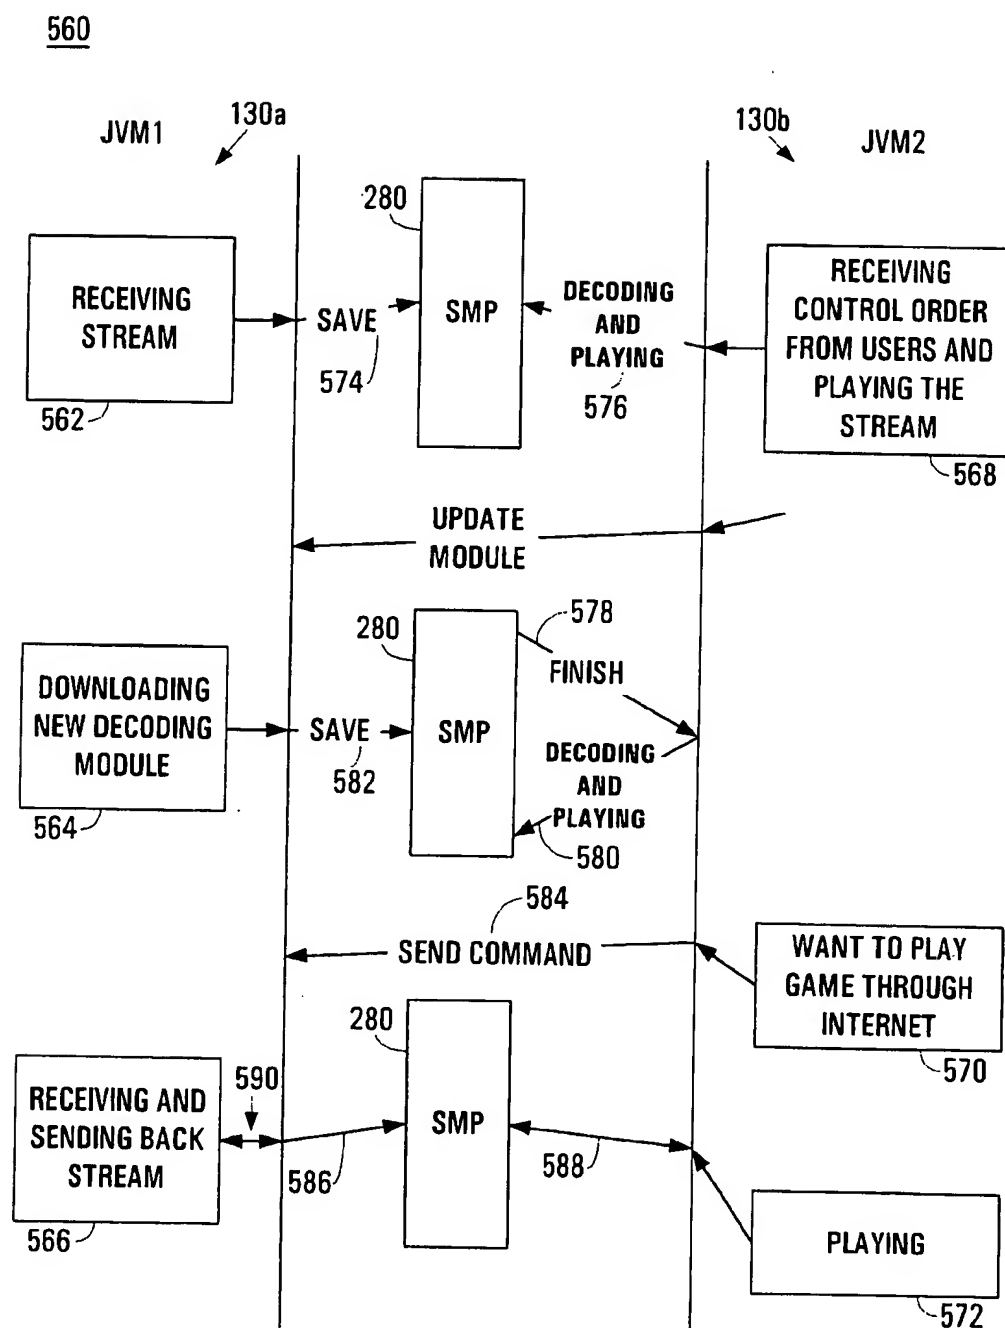 560
JVM1
130a
130b
JVM2
280
RECEIVING
STREAM
562
SAVE
574
SMP
DECODING
AND
PLAYING
576
RECEIVING
CONTROL ORDER
FROM USERS AND
PLAYING THE
STREAM
568
UPDATE
MODULE
280
578
FINISH
DOWNLOADING
NEW DECODING
MODULE
564
SAVE
582
SMP
DECODING
AND
PLAYING
580
584
SEND COMMAND
WANT TO PLAY
GAME THROUGH
INTERNET
570
280
590
RECEIVING AND
SENDING BACK
STREAM
566
586
SMP
588
PLAYING
572